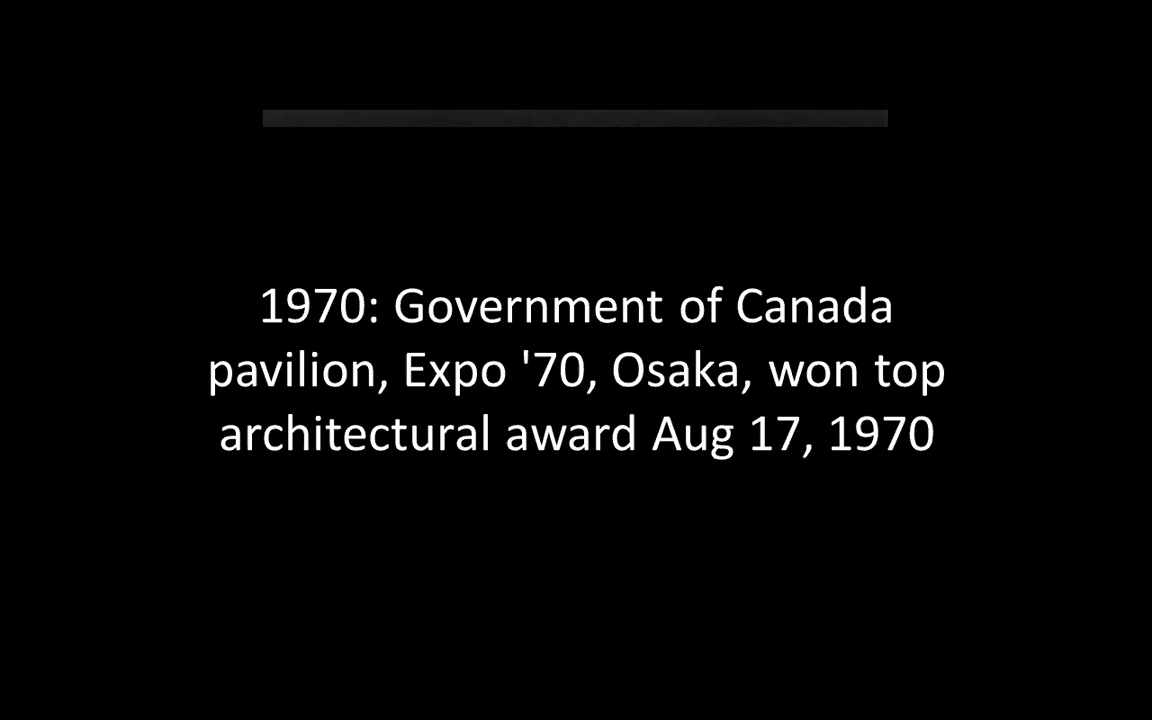 1970: Government of Canada
pavilion, Expo '70, Osaka, won top
architectural award Aug 17, 1970